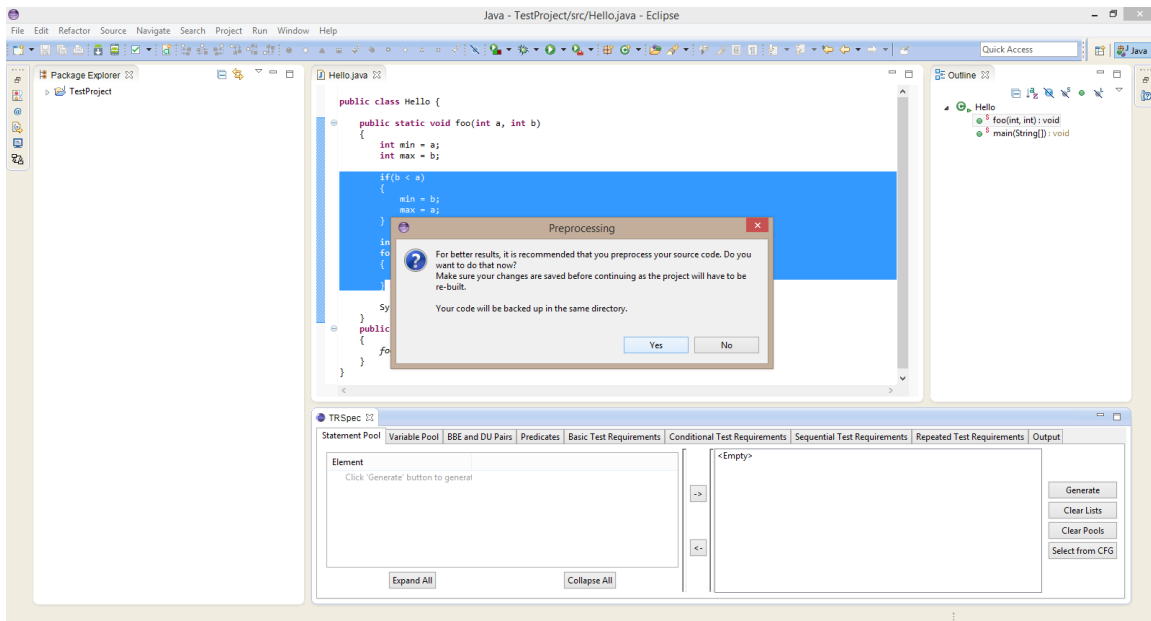 Java - TestProject/src/Hello.java - Eclipse
File Edit Refactor Source Navigate Search Project Run Window Help
Quick Access
Java
Package Explorer
TestProject
Hello.java
public class Hello {
public static void foo(int a, int b)
{
int min = a;
int max = b;
if(b < a)
{
min = b;
max = a;
}
in
fo
{
}
Sy
}
public
{
fo
}
}
Preprocessing
For better results, it is recommended that you preprocess your source code. Do you
want to do that now?
Make sure your changes are saved before continuing as the project will have to be
re-built.
Your code will be backed up in the same directory.
Yes No
Outline
Hello
S foo(int, int) : void
S main(String[]) : void
TRSpec
Statement Pool Variable Pool BBE and DU Pairs Predicates Basic Test Requirements Conditional Test Requirements Sequential Test Requirements Repeated Test Requirements Output
Element
Click 'Generate' button to general
Expand All Collapse All
->
<-
<Empty>
Generate
Clear Lists
Clear Pools
Select from CFG